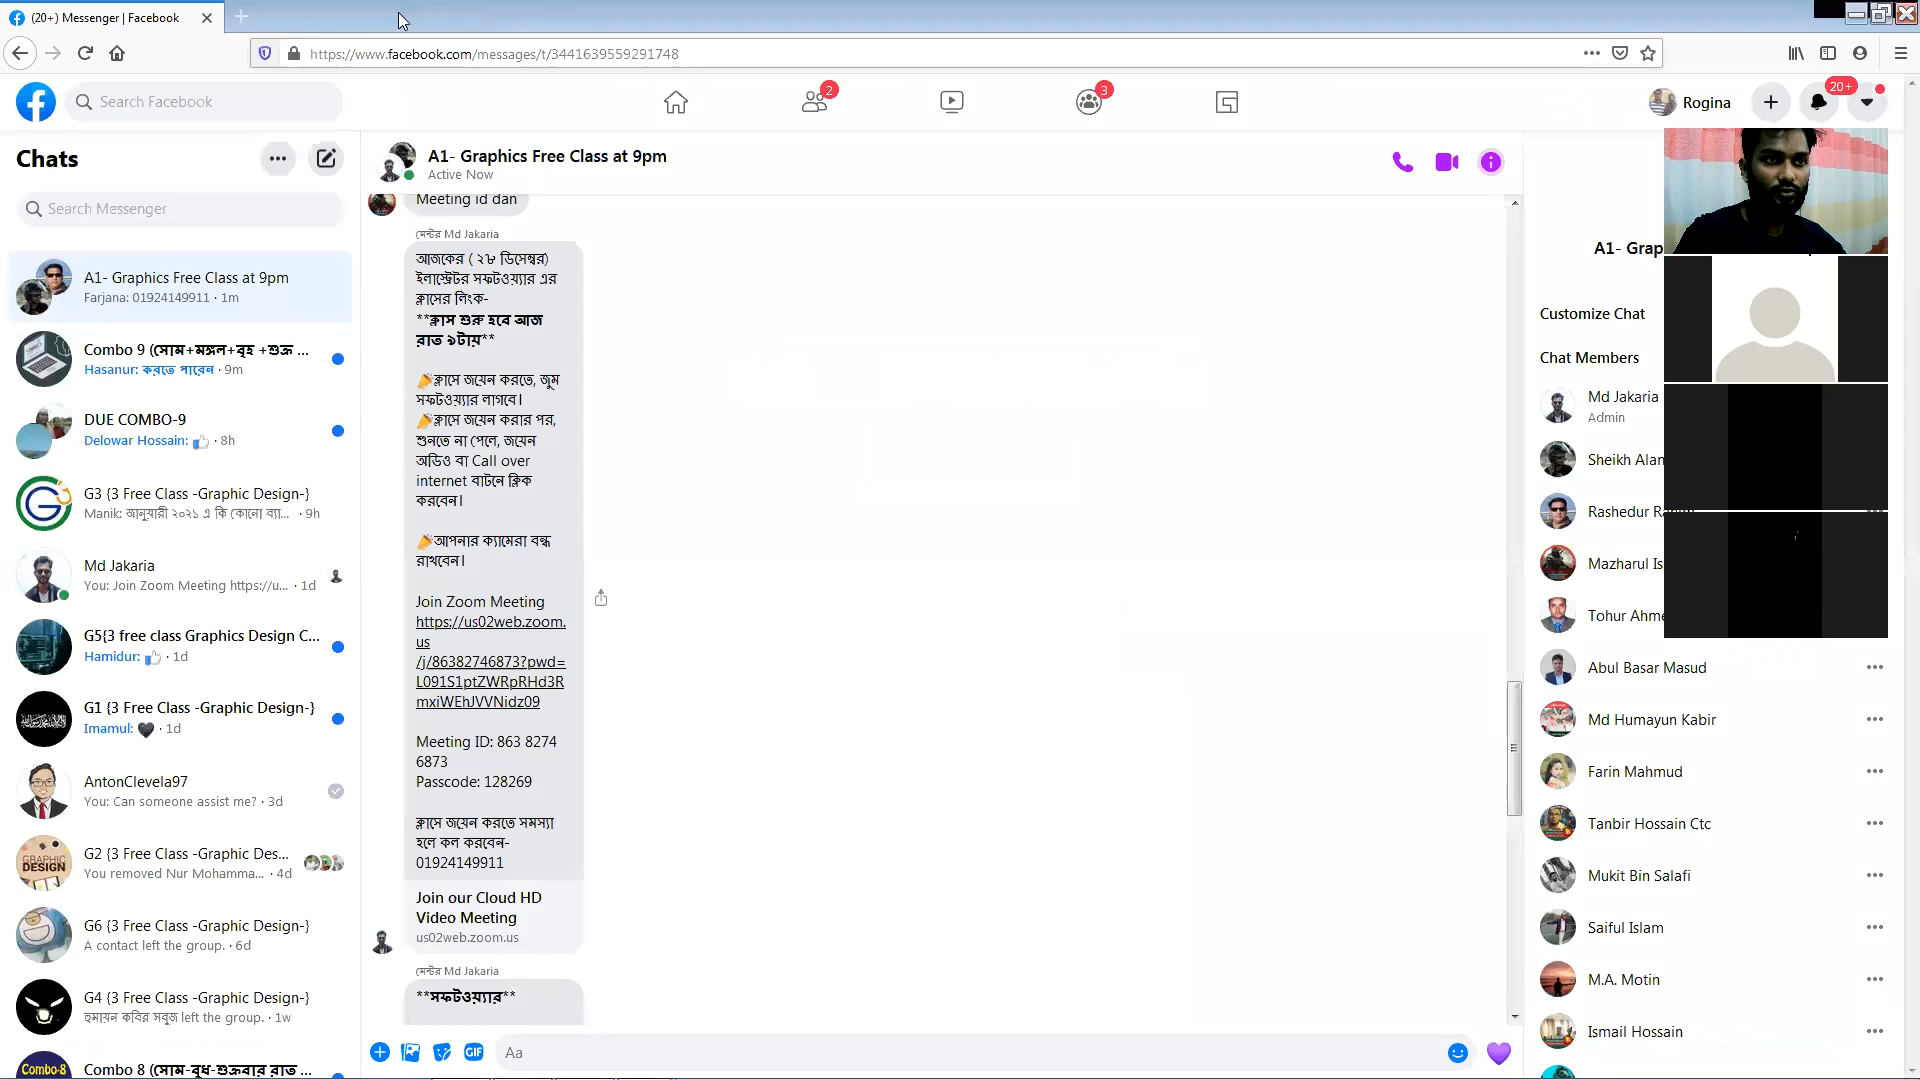 (20+) Messenger | Facebook
https://www.facebook.com/messages/t/3441639559291748
Search Facebook
2
3
Rogina
20+
Chats
Search Messenger
A1- Graphics Free Class at 9pm
Farjana: 01924149911 · 1m
Combo 9 ((সোম+মঙ্গল+বৃহ +শুক্র ...
Hasanur: করতে পারেন · 9m
DUE COMBO-9
Delowar Hossain: 👍 · 8h
G3 {3 Free Class -Graphic Design-}
Manik: জানুয়ারী ২০২১ এ কি কোনো ব্যা... · 9h
Md Jakaria
You: Join Zoom Meeting https://u... · 1d
G5{3 free class Graphics Design C...
Hamidur: 👍 · 1d
G1 {3 Free Class -Graphic Design-}
Imamul: 🖤 · 1d
AntonClevela97
You: Can someone assist me? · 3d
GRAPHIC
DESIGN
G2 {3 Free Class -Graphic Des...
You removed Nur Mohamma... · 4d
G6 {3 Free Class -Graphic Design-}
A contact left the group. · 6d
G4 {3 Free Class -Graphic Design-}
হুমায়ন কবির সবুজ left the group. · 1w
Combo-8
Combo 8 ((সোম-বুধ-শুক্রবার রাত ...
A1- Graphics Free Class at 9pm
Active Now
Meeting id dan
মেন্টর Md Jakaria
আজকের ( ২৮ ডিসেম্বর)
ইলাস্ট্রেটর সফটওয়্যার এর
ক্লাসের লিংক-
**ক্লাস শুরু হবে আজ
রাত ৯টায়**
🎉ক্লাসে জয়েন করতে, জুম
সফটওয়্যার লাগবে।
🎉ক্লাসে জয়েন করার পর,
শুনতে না পেলে, জয়েন
অডিও বা Call over
internet বাটনে ক্লিক
করবেন।
🎉আপনার ক্যামেরা বন্ধ
রাখবেন।
Join Zoom Meeting
https://us02web.zoom.
us
/j/86382746873?pwd=
L091S1ptZWRpRHd3R
mxiWEhJVVNidz09
Meeting ID: 863 8274
6873
Passcode: 128269
ক্লাসে জয়েন করতে সমস্যা
হলে কল করবেন-
01924149911
Join our Cloud HD
Video Meeting
us02web.zoom.us
মেন্টর Md Jakaria
**সফটওয়্যার**
GIF
Aa
A1- Grap
Customize Chat
Chat Members
Md Jakaria
Admin
Sheikh Alan
Rashedur R
Mazharul Is
Tohur Ahme
Abul Basar Masud
Md Humayun Kabir
Farin Mahmud
Tanbir Hossain Ctc
Mukit Bin Salafi
Saiful Islam
M.A. Motin
Ismail Hossain